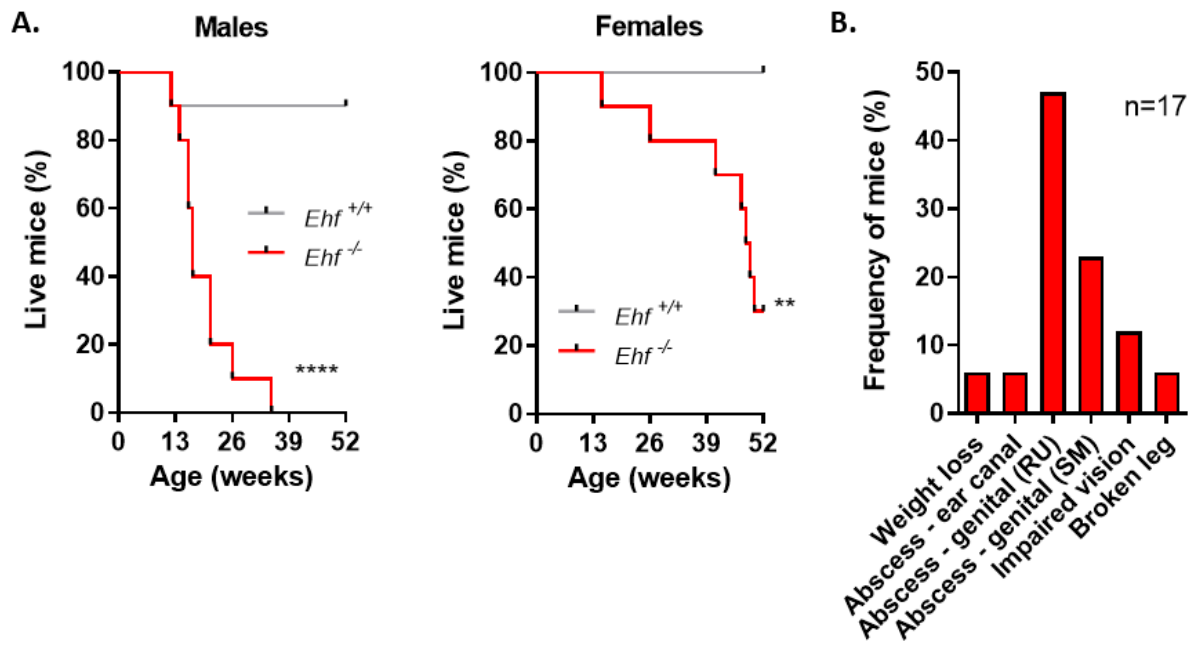 A.
Males
100
80
60
40
20
0
Live mice (%)
Ehf +/+
Ehf -/-
****
0 13 26 39 52
Age (weeks)
Females
100
80
60
40
20
0
Live mice (%)
Ehf +/+
Ehf -/-
**
0 13 26 39 52
Age (weeks)
B.
50
40
30
20
10
0
Frequency of mice (%)
n=17
Weight loss
Abscess - ear canal
Abscess - genital (RU)
Abscess - genital (SM)
Impaired vision
Broken leg